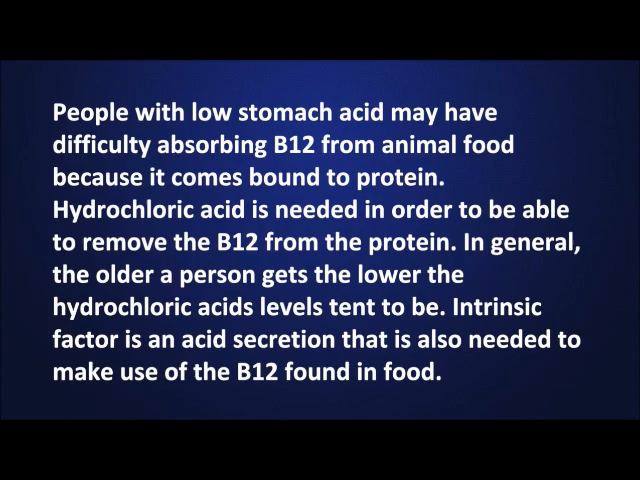 People with low stomach acid may have
difficulty absorbing B12 from animal food
because it comes bound to protein.
Hydrochloric acid is needed in order to be able
to remove the B12 from the protein. In general,
the older a person gets the lower the
hydrochloric acids levels tent to be. Intrinsic
factor is an acid secretion that is also needed to
make use of the B12 found in food.